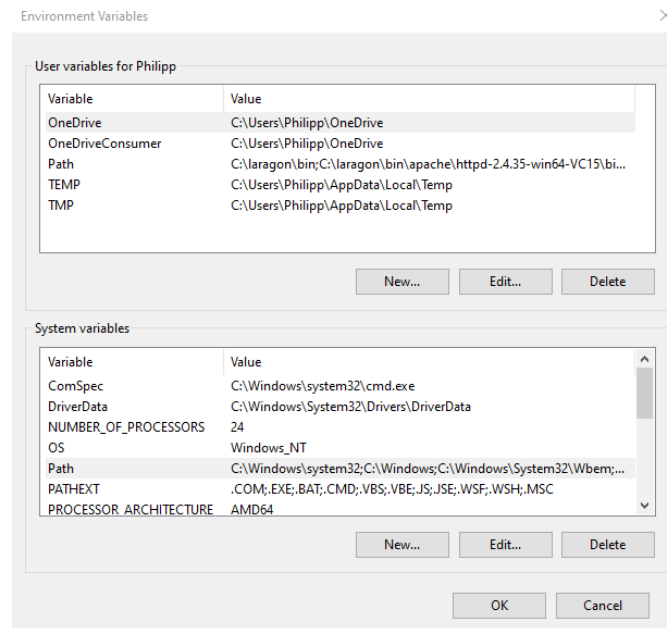 Environment Variables
User variables for Philipp
Variable Value
OneDrive C:\Users\Philipp\OneDrive
OneDriveConsumer C:\Users\Philipp\OneDrive
Path C:\laragon\bin;C:\laragon\bin\apache\httpd-2.4.35-win64-VC15\bi...
TEMP C:\Users\Philipp\AppData\Local\Temp
TMP C:\Users\Philipp\AppData\Local\Temp
New... Edit... Delete
System variables
Variable Value
ComSpec C:\Windows\system32\cmd.exe
DriverData C:\Windows\System32\Drivers\DriverData
NUMBER_OF_PROCESSORS 24
OS Windows_NT
Path C:\Windows\system32;C:\Windows;C:\Windows\System32\Wbem;...
PATHEXT .COM;.EXE;.BAT;.CMD;.VBS;.VBE;.JS;.JSE;.WSF;.WSH;.MSC
PROCESSOR_ARCHITECTURE AMD64
New... Edit... Delete
OK Cancel